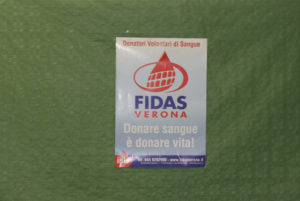 Donatori Volontari di Sangue
FIDAS
VERONA
Donare sangue
è donare vita!